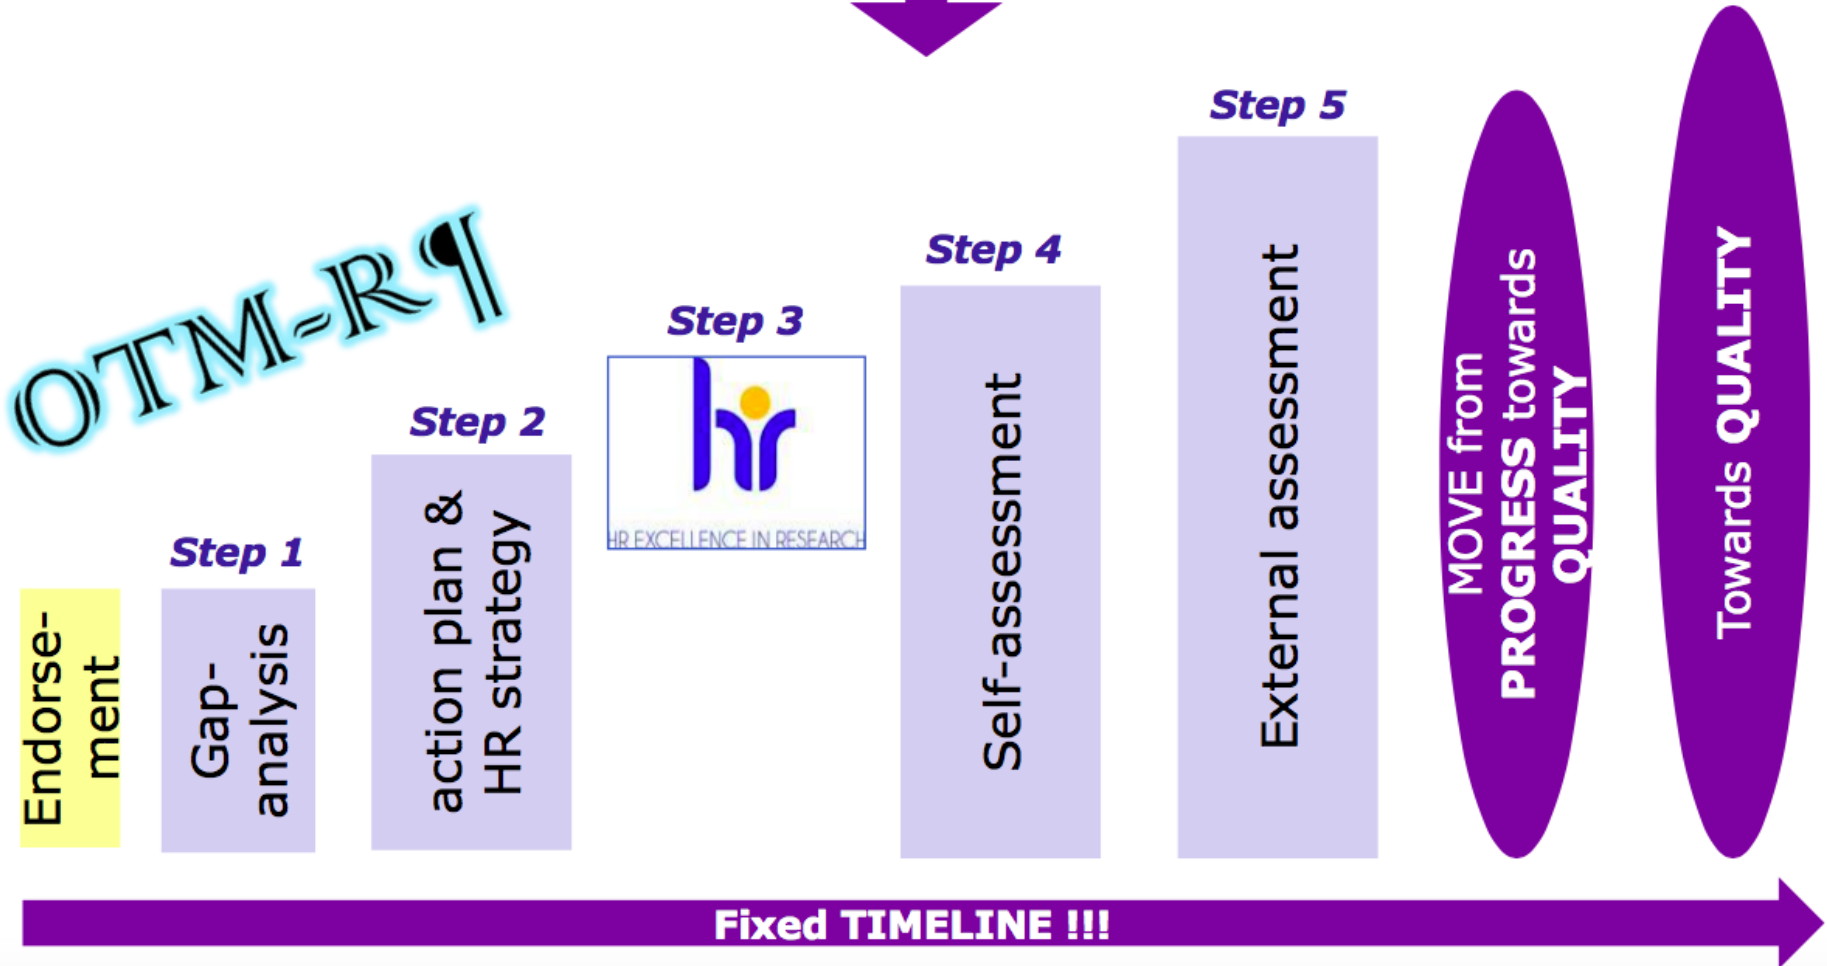 OTM-R¶
Endorse-
ment
Step 1
Gap-
analysis
Step 2
action plan &
HR strategy
Step 3
hr
HR EXCELLENCE IN RESEARCH
Step 4
Self-assessment
Step 5
External assessment
MOVE from
PROGRESS towards
QUALITY
Towards QUALITY
Fixed TIMELINE !!!